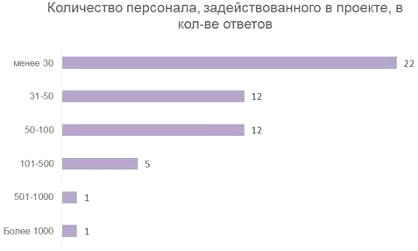 Количество персонала, задействованного в проекте, в
кол-ве ответов
менее 30
22
31-50
12
50-100
12
101-500
5
501-1000
1
Более 1000
1